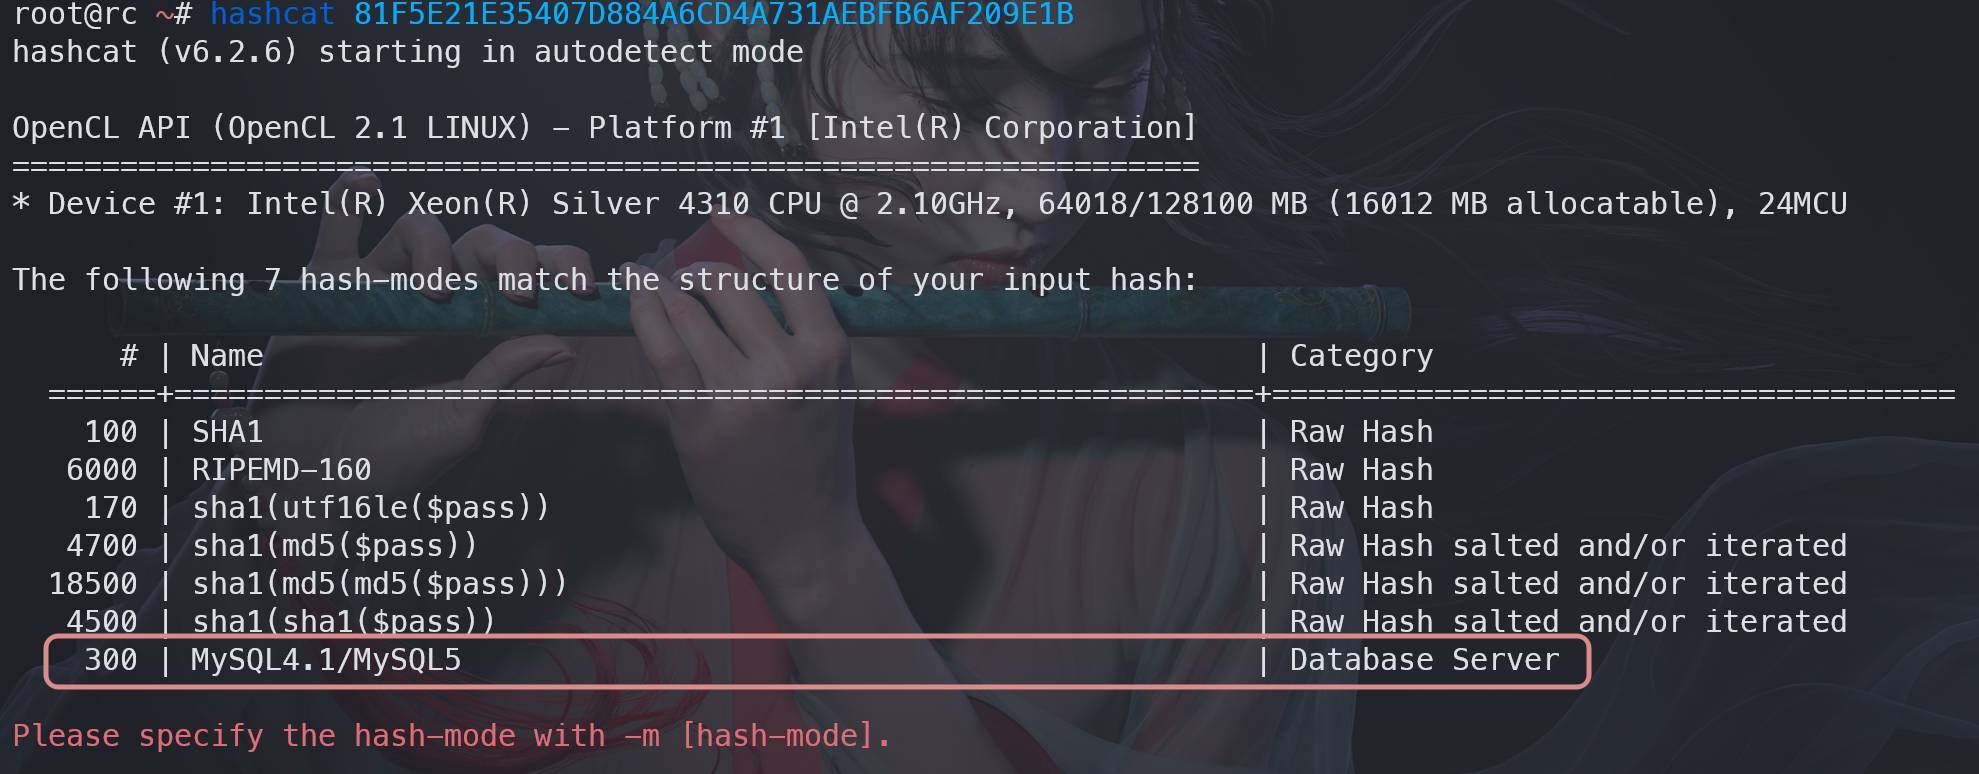 root@rc ~# hashcat 81F5E21E35407D884A6CD4A731AEBFB6AF209E1B
hashcat (v6.2.6) starting in autodetect mode
OpenCL API (OpenCL 2.1 LINUX) - Platform #1 [Intel(R) Corporation]
==================================================================
* Device #1: Intel(R) Xeon(R) Silver 4310 CPU @ 2.10GHz, 64018/128100 MB (16012 MB allocatable), 24MCU
The following 7 hash-modes match the structure of your input hash:
# | Name | Category
======+============================================================+======================================
100 | SHA1 | Raw Hash
6000 | RIPEMD-160 | Raw Hash
170 | sha1(utf16le($pass)) | Raw Hash
4700 | sha1(md5($pass)) | Raw Hash salted and/or iterated
18500 | sha1(md5(md5($pass))) | Raw Hash salted and/or iterated
4500 | sha1(sha1($pass)) | Raw Hash salted and/or iterated
300 | MySQL4.1/MySQL5 | Database Server
Please specify the hash-mode with -m [hash-mode].